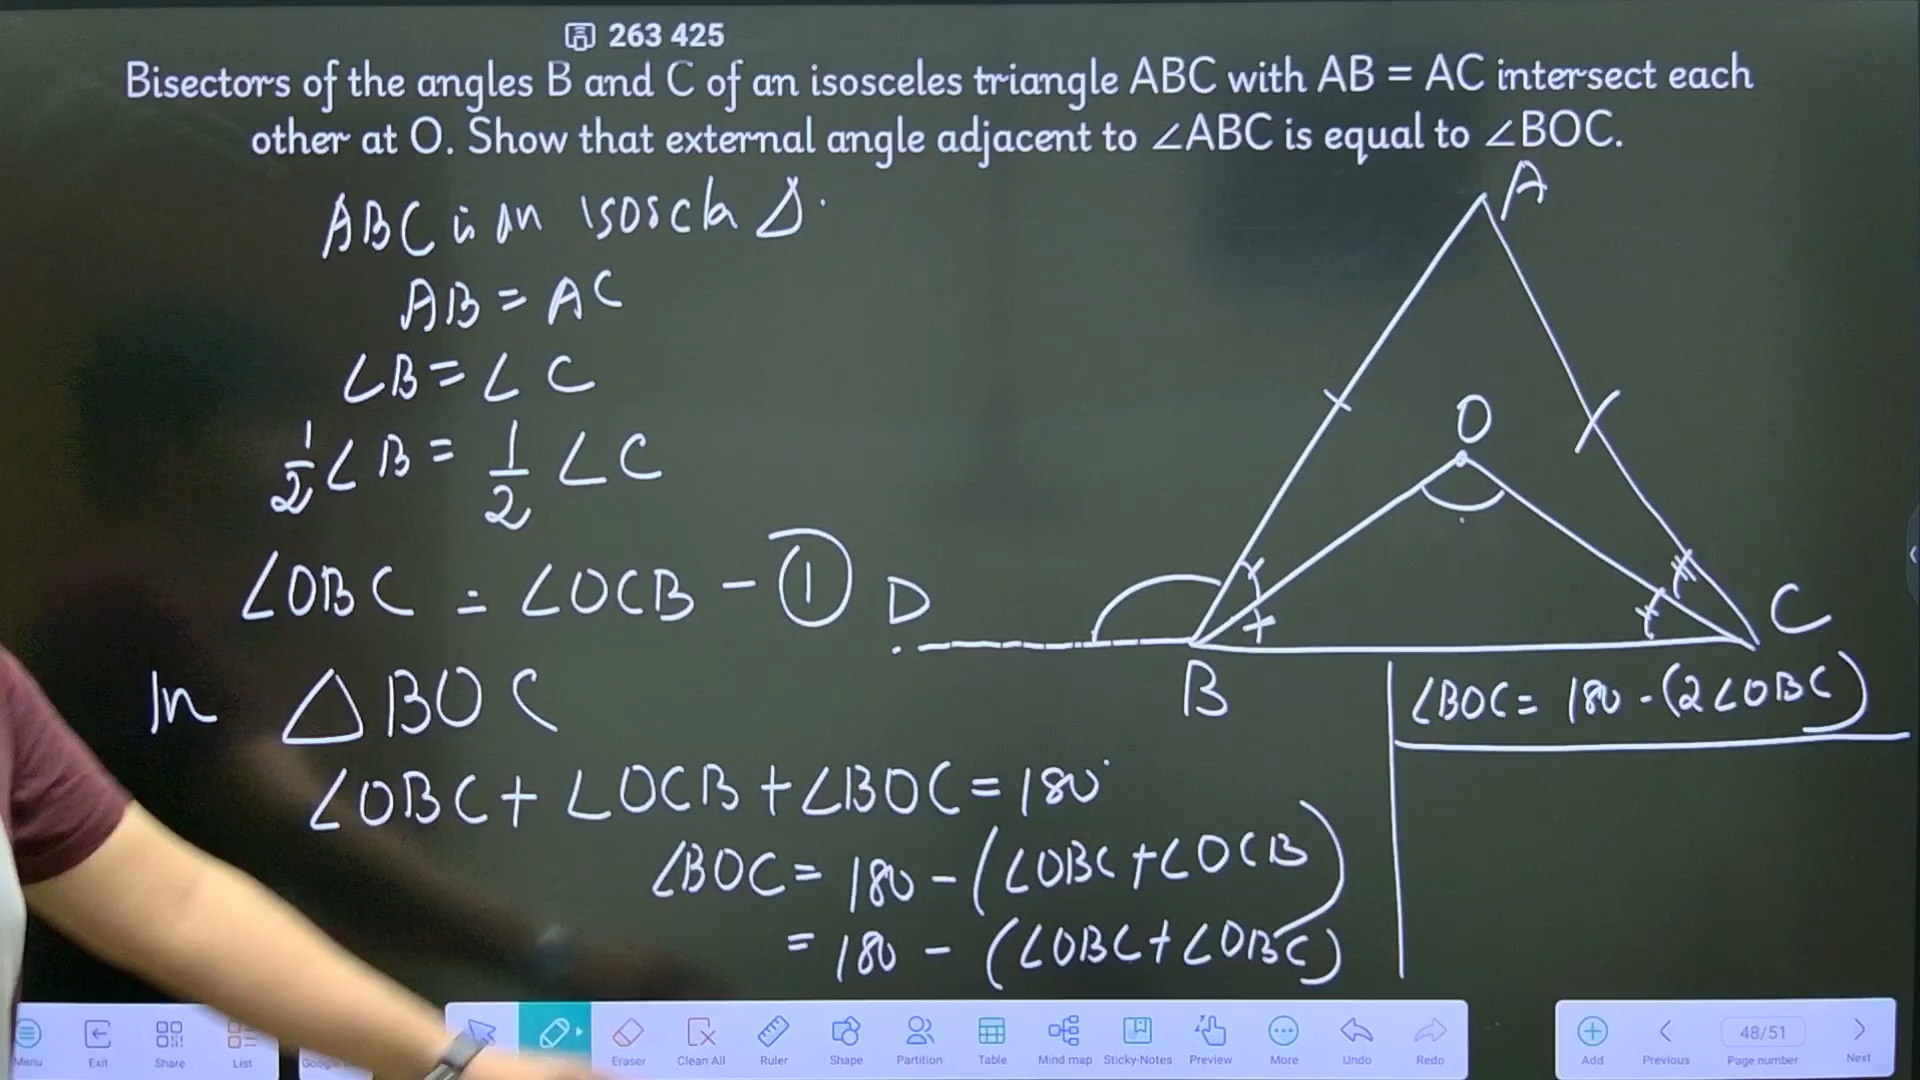 263 425
Bisectors of the angles B and C of an isosceles triangle ABC with AB = AC intersect each
other at O. Show that external angle adjacent to ∠ABC is equal to ∠BOC.
ABC is an
Δ.
AB = AC
∠B = ∠C
1/2 ∠B = 1/2 ∠C
∠OBC = ∠OCB - ①
In △BOC
∠OBC + ∠OCB + ∠BOC = 180°
∠BOC = 180 - (∠OBC + ∠OCB)
= 180 - (∠OBC + ∠OBC)
A
O
D
B
C
∠BOC = 180 - (2∠OBC)
Menu
Exit
Share
List
Eraser
Clean All
Ruler
Shape
Partition
Table
Mind map
Sticky-Notes
Preview
More
Undo
Redo
Add
Previous
48/51
Page number
Next